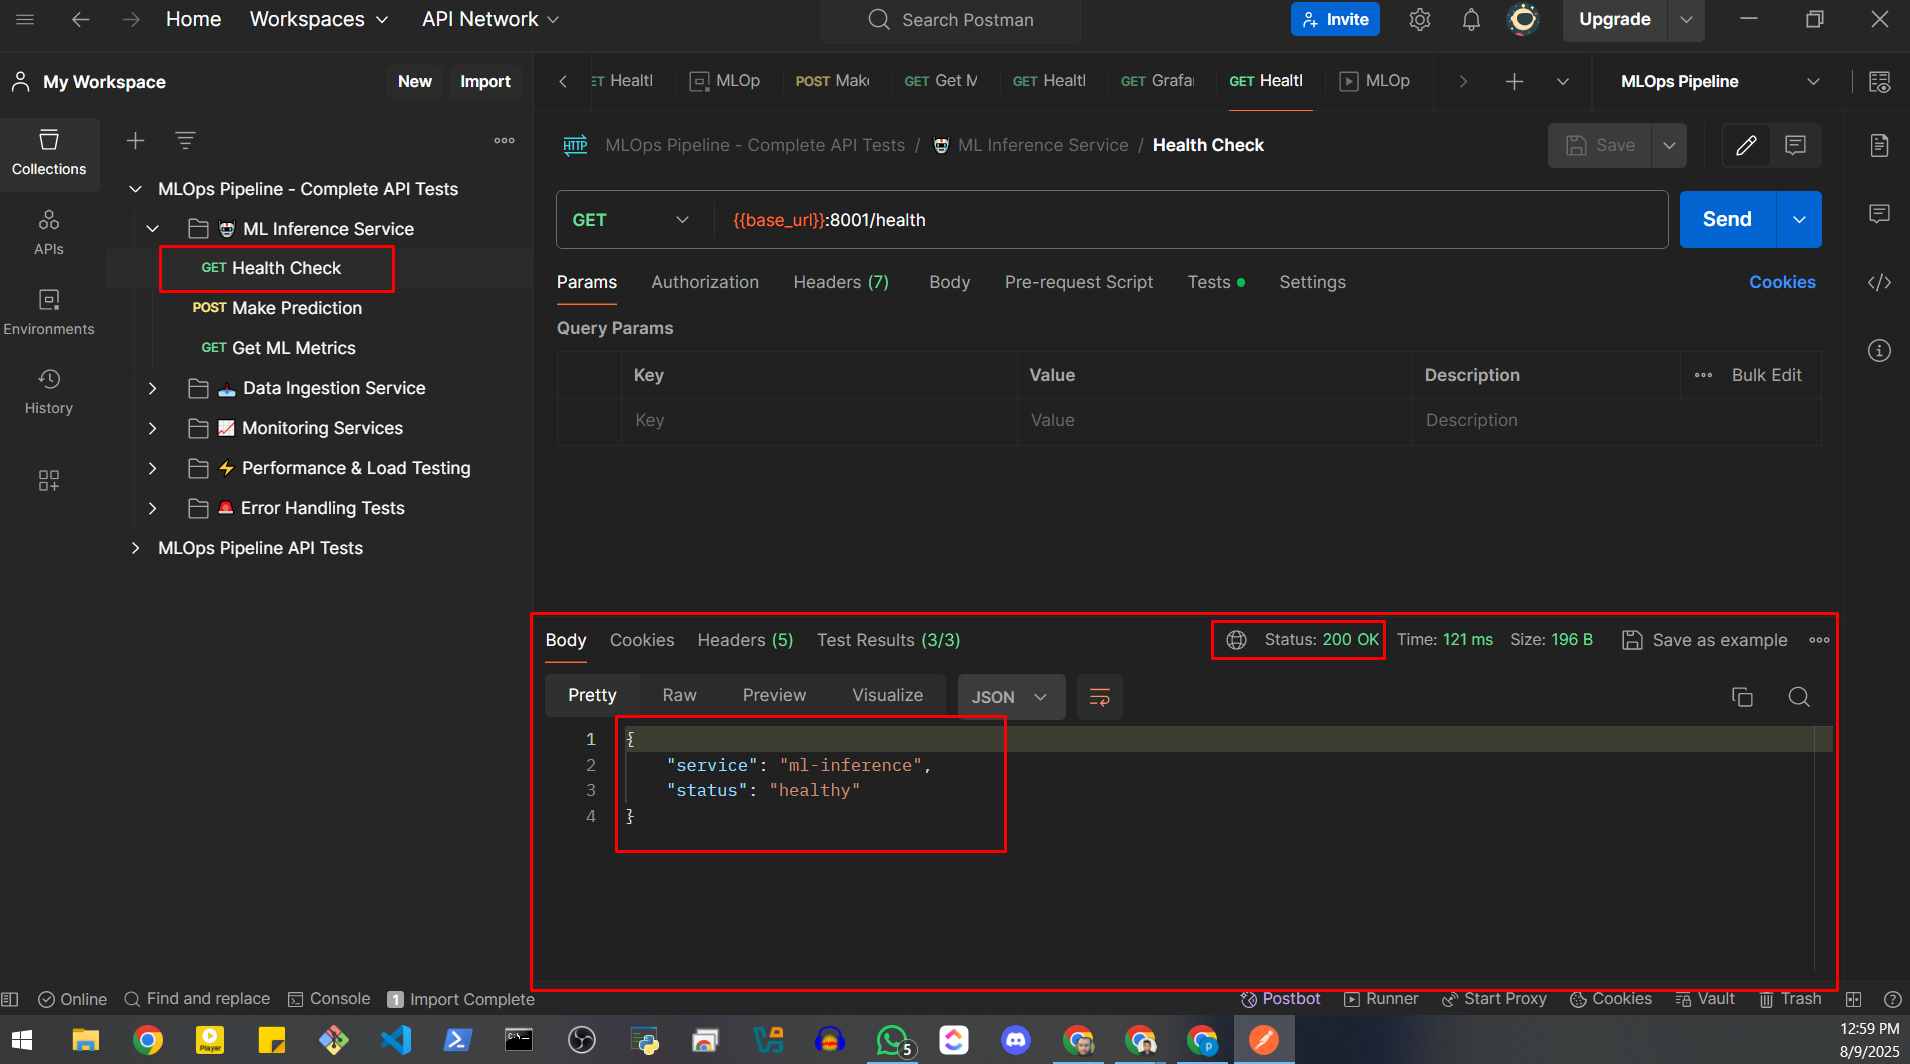 Home Workspaces API Network Search Postman Invite Upgrade
My Workspace New Import
ET Healtl MLOp POST Make GET Get M GET Healtl GET Grafa GET Healtl MLOp MLOps Pipeline
Collections
APIs
Environments
History
MLOps Pipeline - Complete API Tests
ML Inference Service
GET Health Check
POST Make Prediction
GET Get ML Metrics
Data Ingestion Service
Monitoring Services
Performance & Load Testing
Error Handling Tests
MLOps Pipeline API Tests
HTTP MLOps Pipeline - Complete API Tests / ML Inference Service / Health Check Save
GET {{base_url}}:8001/health Send
Params Authorization Headers (7) Body Pre-request Script Tests Settings Cookies
Query Params
Key Value Description Bulk Edit
Key Value Description
Body Cookies Headers (5) Test Results (3/3) Status: 200 OK Time: 121 ms Size: 196 B Save as example
Pretty Raw Preview Visualize JSON
1 {
2 "service": "ml-inference",
3 "status": "healthy"
4 }
Online Find and replace Console 1 Import Complete Postbot Runner Start Proxy Cookies Vault Trash
Player 5 p
12:59 PM
8/9/2025